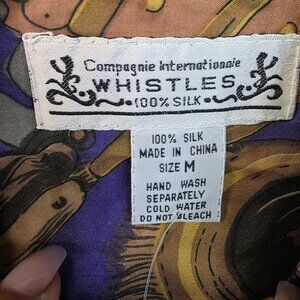 Compagnie Internationale
WHISTLES
100% SILK
100% SILK
MADE IN CHINA
SIZE M
HAND WASH
SEPARATELY
COLD WATER
DO NOT BLEACH